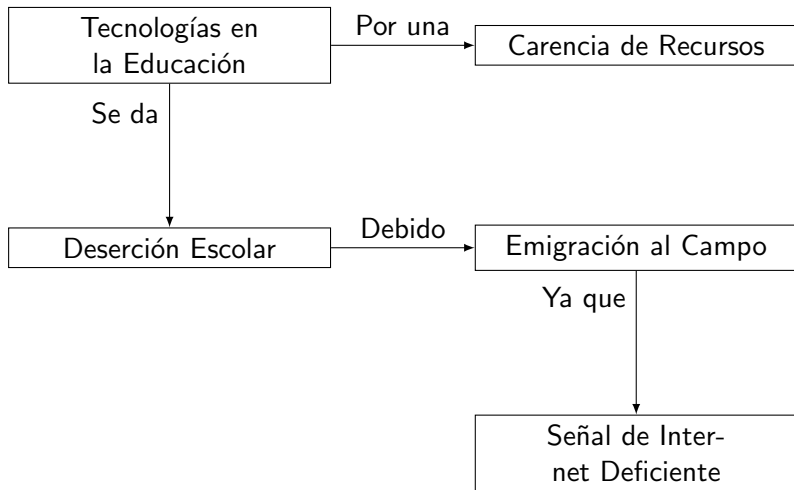 Tecnologías en
la Educación
Por una
Carencia de Recursos
Se da
Deserción Escolar
Debido
Emigración al Campo
Ya que
Señal de Inter-
net Deficiente